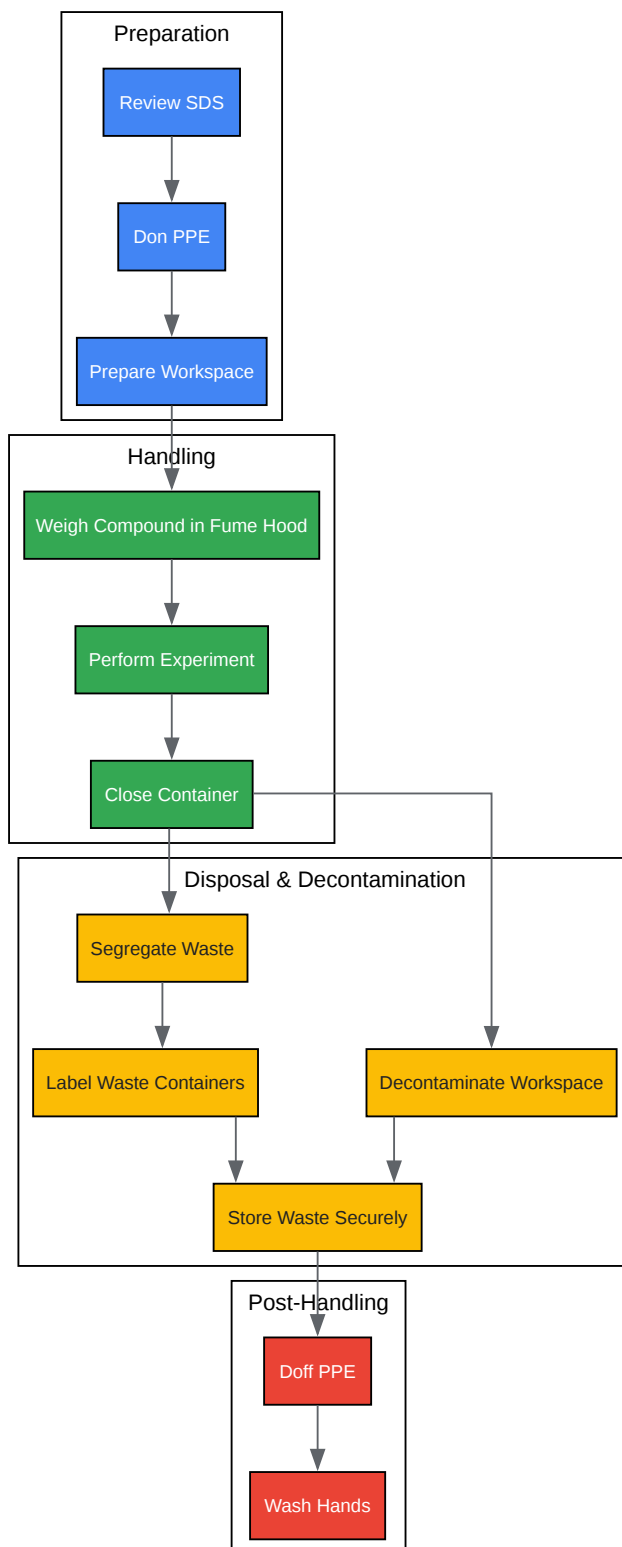 Preparation
Review SDS
Don PPE
Prepare Workspace
Handling
Weigh Compound in Fume Hood
Perform Experiment
Close Container
Disposal & Decontamination
Segregate Waste
Label Waste Containers
Decontaminate Workspace
Store Waste Securely
Post-Handling
Doff PPE
Wash Hands